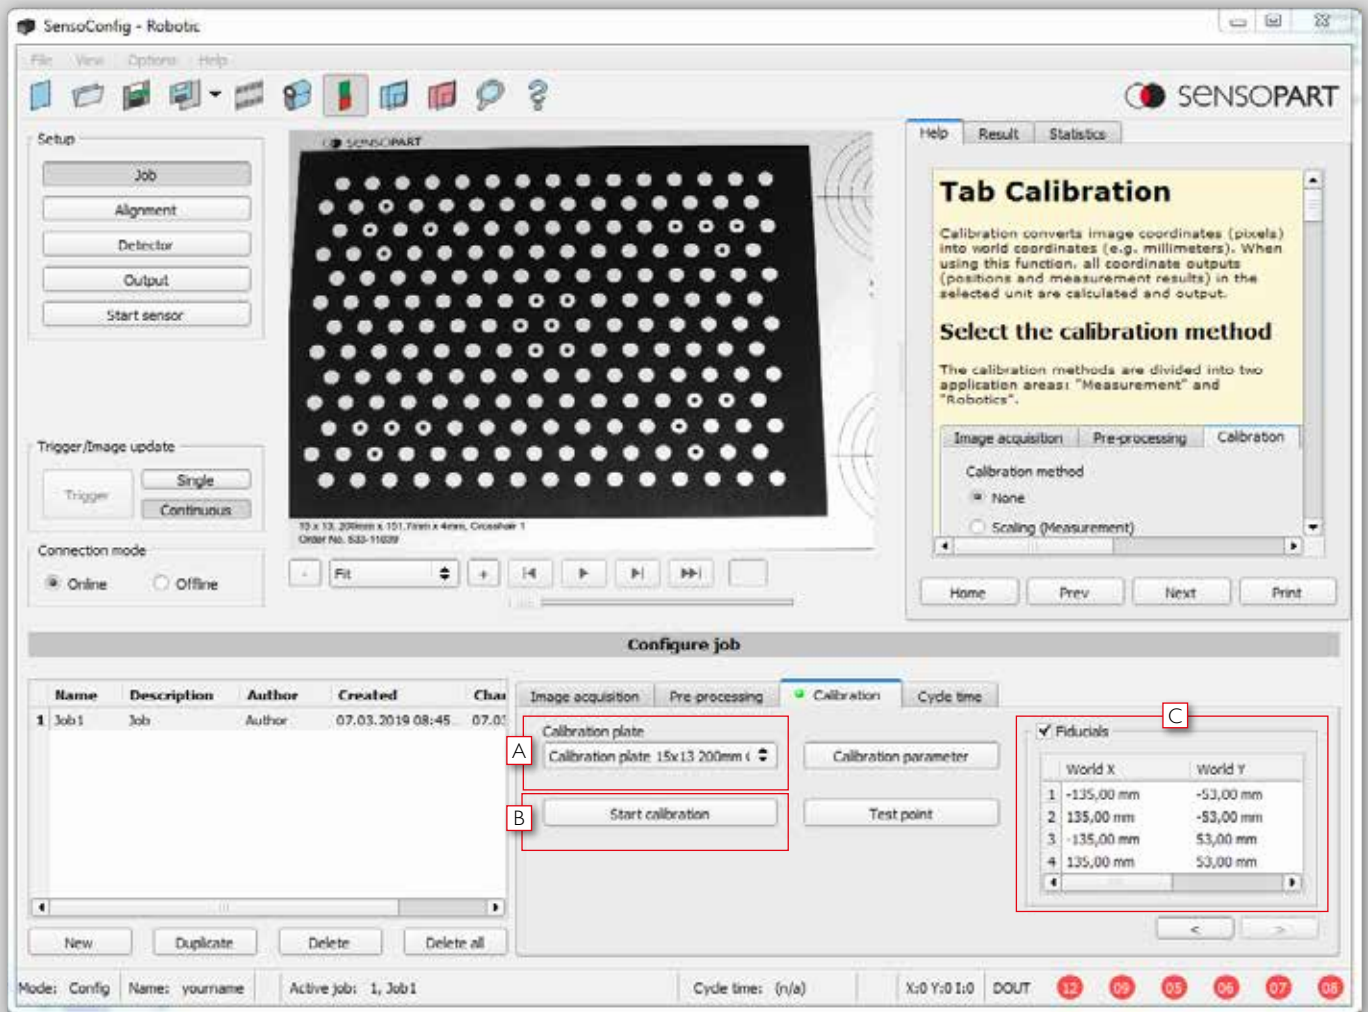 SensoConfig - Robotic
File View Options Help
SENSOPART
Setup
Job
Alignment
Detector
Output
Start sensor
Trigger/Image update
Trigger
Single
Continuous
Connection mode
Online
Offline
SENSOPART
15 x 13, 200mm x 151.7mm x 4mm, Crosshair 1
Order No. 533-11039
- Fit +
Help Result Statistics
Tab Calibration
Calibration converts image coordinates (pixels)
into world coordinates (e.g. millimeters). When
using this function, all coordinate outputs
(positions and measurement results) in the
selected unit are calculated and output.
Select the calibration method
The calibration methods are divided into two
application areas: "Measurement" and
"Robotics".
Image acquisition Pre-processing Calibration
Calibration method
None
Scaling (Measurement)
Home Prev Next Print
Configure job
Name Description Author Created Chan
1 Job1 Job Author 07.03.2019 08:45 07.03
New Duplicate Delete Delete all
Image acquisition Pre-processing Calibration Cycle time
A
Calibration plate
Calibration plate 15x13 200mm (
Calibration parameter
B
Start calibration
Test point
C
Fiducials
World X World Y
1 -135,00 mm -53,00 mm
2 135,00 mm -53,00 mm
3 -135,00 mm 53,00 mm
4 135,00 mm 53,00 mm
< >
Mode: Config Name: yourname Active job: 1, Job1 Cycle time: (n/a) X:0 Y:0 I:0 DOUT 12 09 05 06 07 08